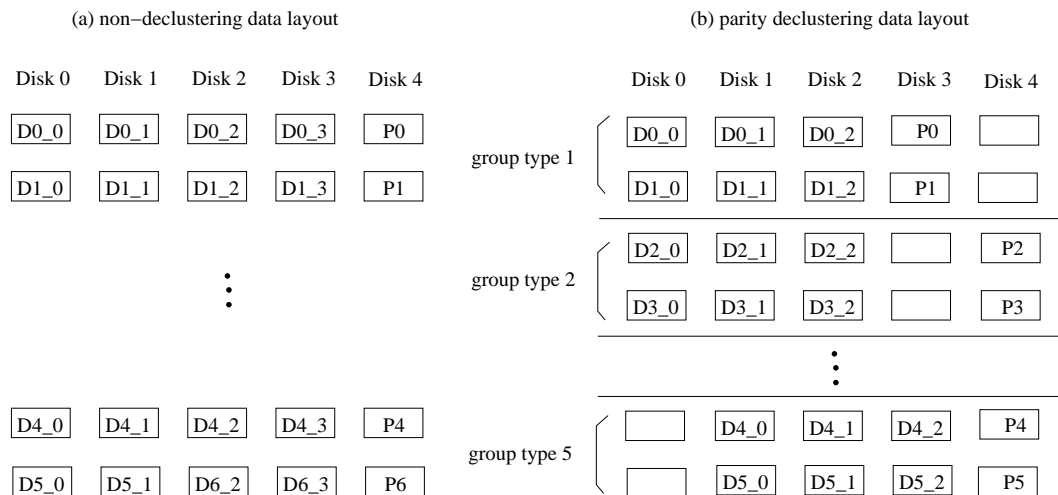 (a) non−declustering data layout
Disk 0 Disk 1 Disk 2 Disk 3 Disk 4
D0_0 D0_1 D0_2 D0_3 P0
D1_0 D1_1 D1_2 D1_3 P1
D4_0 D4_1 D4_2 D4_3 P4
D5_0 D5_1 D6_2 D6_3 P6
(b) parity declustering data layout
Disk 0 Disk 1 Disk 2 Disk 3 Disk 4
group type 1
D0_0 D0_1 D0_2 P0
D1_0 D1_1 D1_2 P1
group type 2
D2_0 D2_1 D2_2 P2
D3_0 D3_1 D3_2 P3
group type 5
D4_0 D4_1 D4_2 P4
D5_0 D5_1 D5_2 P5